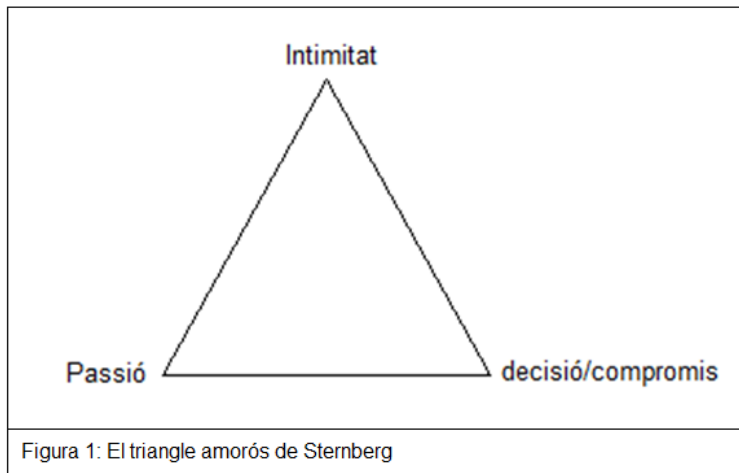 Intimitat
Passió
decisió/compromis
Figura 1: El triangle amorós de Sternberg